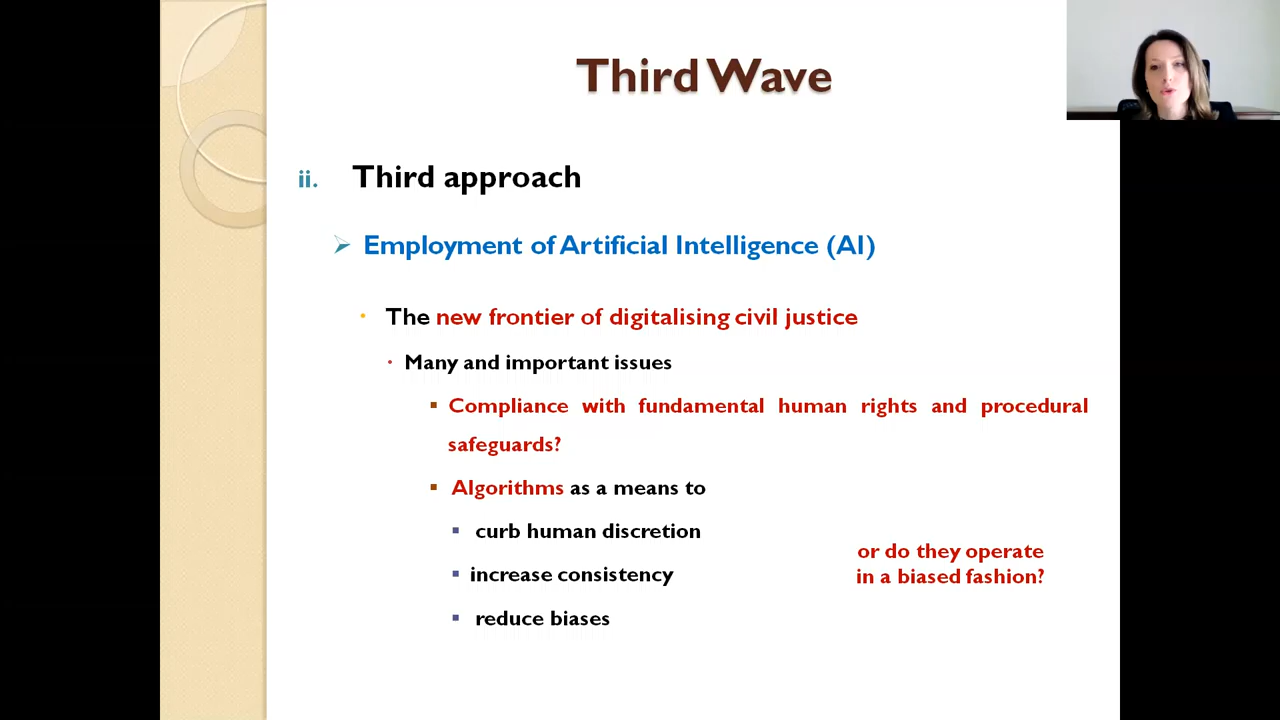 Third Wave
ii. Third approach
Employment of Artificial Intelligence (AI)
The new frontier of digitalising civil justice
Many and important issues
Compliance with fundamental human rights and procedural
safeguards?
Algorithms as a means to
curb human discretion
increase consistency
reduce biases
or do they operate
in a biased fashion?